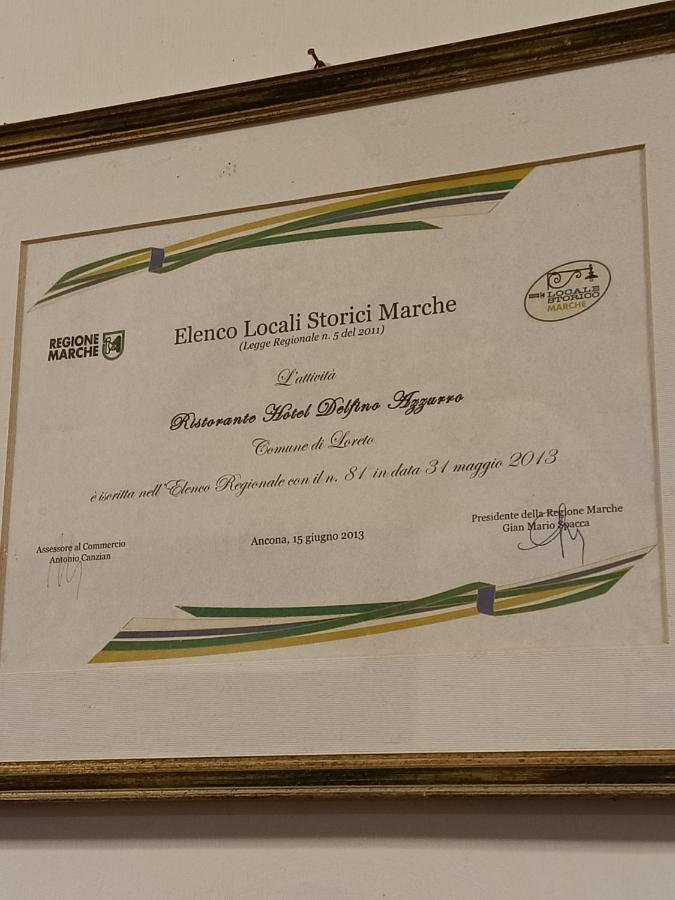 LOCALE
STORICO
MARCHE
REGIONE
MARCHE
Elenco Locali Storici Marche
(Legge Regionale n. 5 del 2011)
L'attività
Ristorante Hotel Delfino Azzurro
Comune di Loreto
è iscritta nell'Elenco Regionale con il n. 81 in data 31 maggio 2013
Assessore al Commercio
Antonio Canzian
Ancona, 15 giugno 2013
Presidente della Regione Marche
Gian Mario Spacca